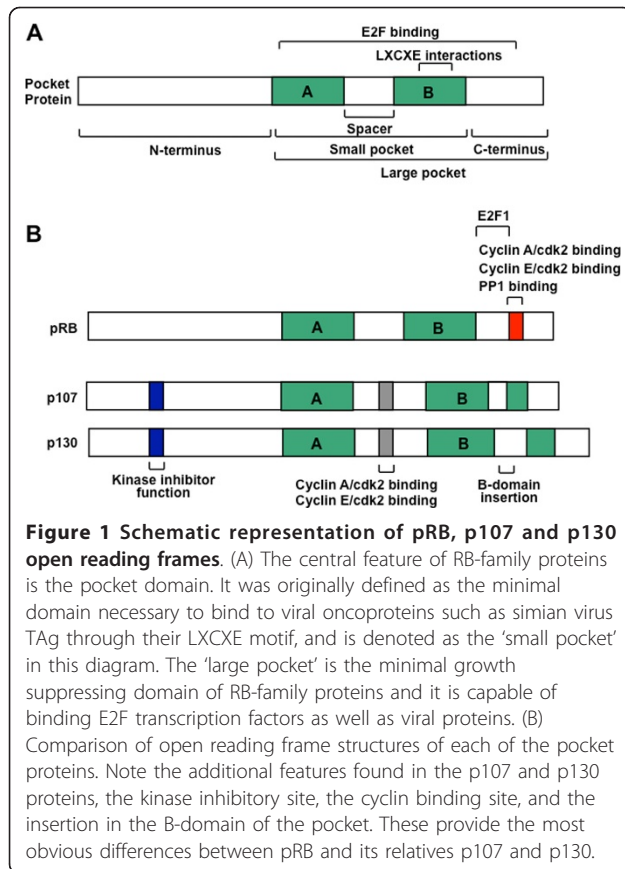 A
E2F binding
LXCXE interactions
Pocket
Protein
A
B
Spacer
N-terminus
Small pocket
C-terminus
Large pocket
B
E2F1
Cyclin A/cdk2 binding
Cyclin E/cdk2 binding
PP1 binding
pRB
A
B
p107
A
B
p130
A
B
Kinase inhibitor
function
Cyclin A/cdk2 binding
Cyclin E/cdk2 binding
B-domain
insertion
Figure 1 Schematic representation of pRB, p107 and p130
open reading frames. (A) The central feature of RB-family proteins
is the pocket domain. It was originally defined as the minimal
domain necessary to bind to viral oncoproteins such as simian virus
TAg through their LXCXE motif, and is denoted as the ‘small pocket’
in this diagram. The ‘large pocket’ is the minimal growth
suppressing domain of RB-family proteins and it is capable of
binding E2F transcription factors as well as viral proteins. (B)
Comparison of open reading frame structures of each of the pocket
proteins. Note the additional features found in the p107 and p130
proteins, the kinase inhibitory site, the cyclin binding site, and the
insertion in the B-domain of the pocket. These provide the most
obvious differences between pRB and its relatives p107 and p130.